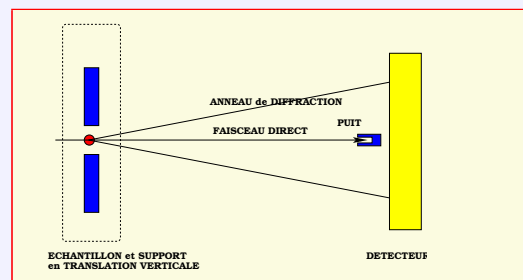 ANNEAU de DIFFRACTION
FAISCEAU DIRECT
PUIT
ECHANTILLON et SUPPORT
en TRANSLATION VERTICALE
DETECTEUR